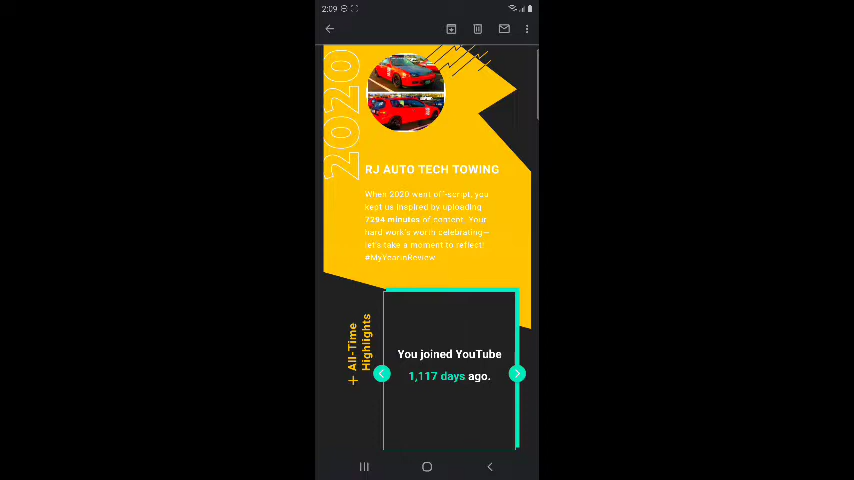 2:09
2020
RJ AUTO TECH TOWING
When 2020 went off-script, you
kept be inspired by uploading
7294 minutes of content. Your
hard work's worth celebrating—
let's take a moment to reflect!
#MyYearInReview
+ All-Time
Highlights
You joined YouTube
1,117 days ago.